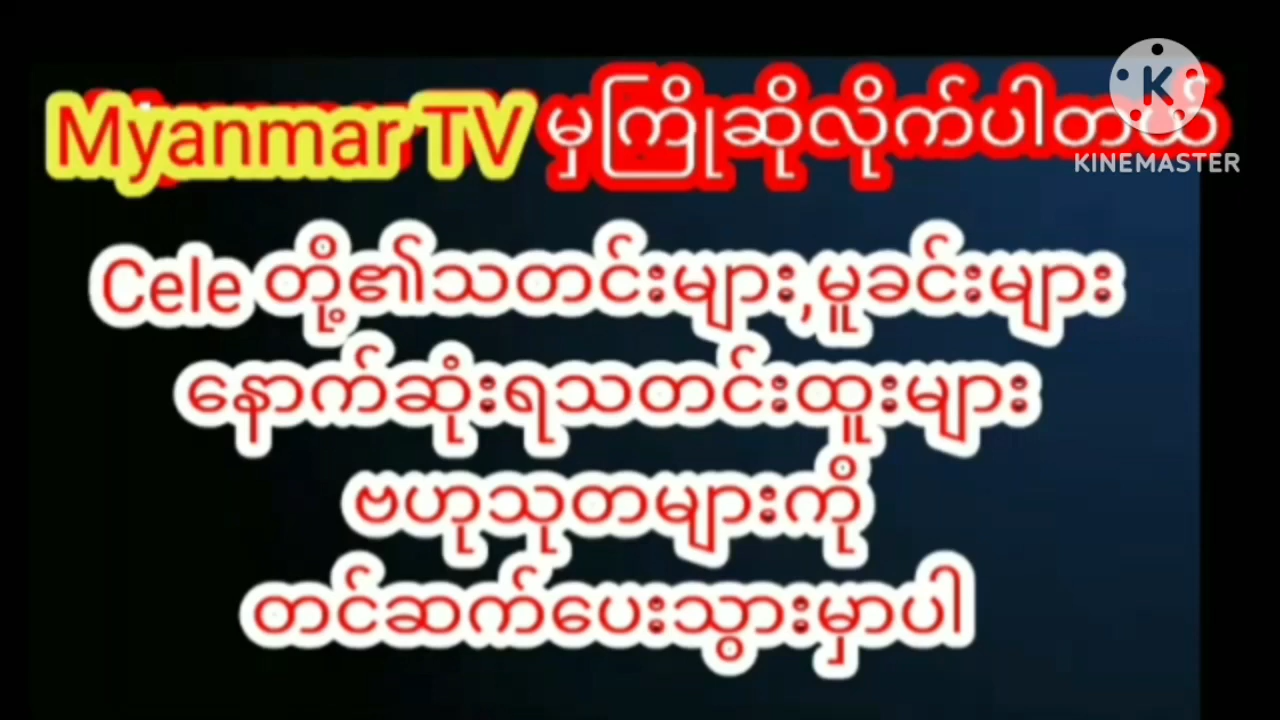 Myanmar TV မှကြိုဆိုလိုက်ပါတယ်
KINEMASTER
Cele တို့၏သတင်းများ,မူခင်းများ
နောက်ဆုံးရသတင်းထူးများ
ဗဟုသုတများကို
တင်ဆက်ပေးသွားမှာပါ